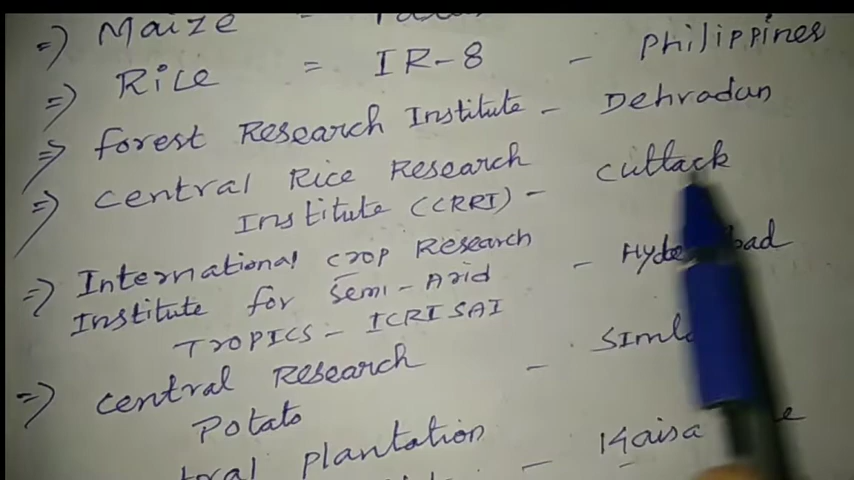 => Maize =
=> Rice = IR-8 - Philippines
=> Forest Research Institute - Dehradun
=> Central Rice Research Cuttack
Institute (CRRI) -
=> International Crop Research
Institute for Semi-Arid -
Tropics - ICRISAI
=> Central Research - Simla
Potato
plantation -